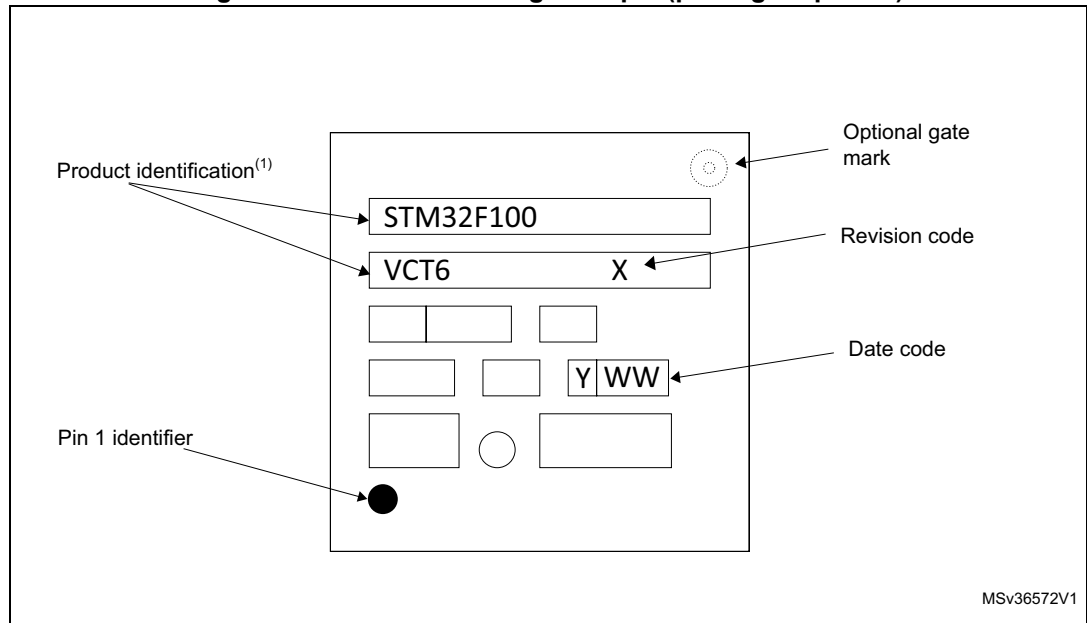 Optional gate
mark
Product identification(1)
STM32F100
Revision code
VCT6 X
Date code
Y WW
Pin 1 identifier
MSv36572V1